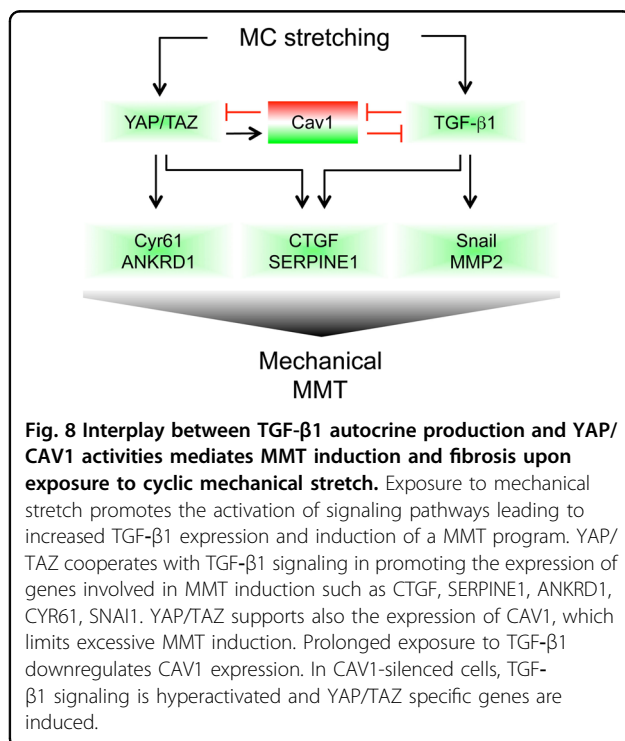 MC stretching
YAP/TAZ
Cav1
TGF-β1
Cyr61
ANKRD1
CTGF
SERPINE1
Snail
MMP2
Mechanical
MMT
Fig. 8 Interplay between TGF-β1 autocrine production and YAP/
CAV1 activities mediates MMT induction and fibrosis upon
exposure to cyclic mechanical stretch. Exposure to mechanical
stretch promotes the activation of signaling pathways leading to
increased TGF-β1 expression and induction of a MMT program. YAP/
TAZ cooperates with TGF-β1 signaling in promoting the expression of
genes involved in MMT induction such as CTGF, SERPINE1, ANKRD1,
CYR61, SNAI1. YAP/TAZ supports also the expression of CAV1, which
limits excessive MMT induction. Prolonged exposure to TGF-β1
downregulates CAV1 expression. In CAV1-silenced cells, TGF-
β1 signaling is hyperactivated and YAP/TAZ specific genes are
induced.